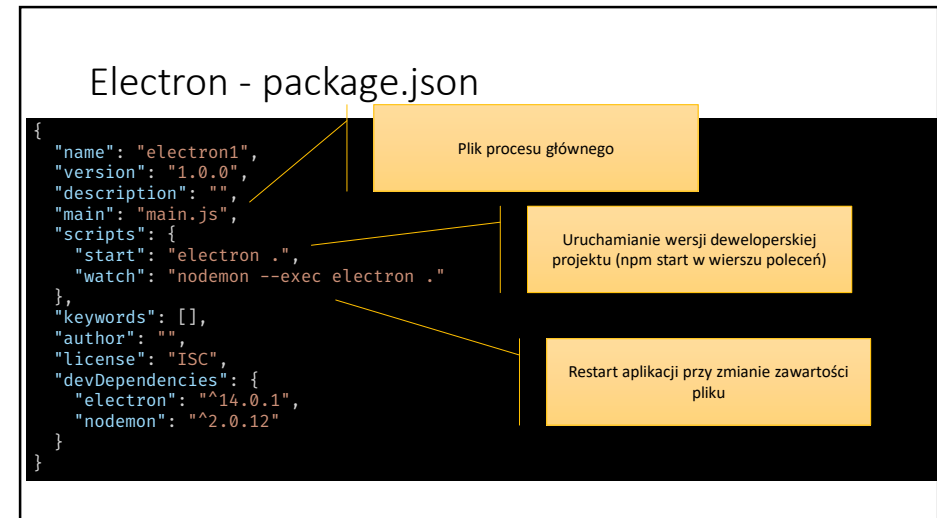 Electron - package.json
{
  "name": "electron1",
  "version": "1.0.0",
  "description": "",
  "main": "main.js",
  "scripts": {
    "start": "electron .",
    "watch": "nodemon --exec electron ."
  },
  "keywords": [],
  "author": "",
  "license": "ISC",
  "devDependencies": {
    "electron": "^14.0.1",
    "nodemon": "^2.0.12"
  }
}
Plik procesu głównego
Uruchamianie wersji deweloperskiej
projektu (npm start w wierszu poleceń)
Restart aplikacji przy zmianie zawartości
pliku